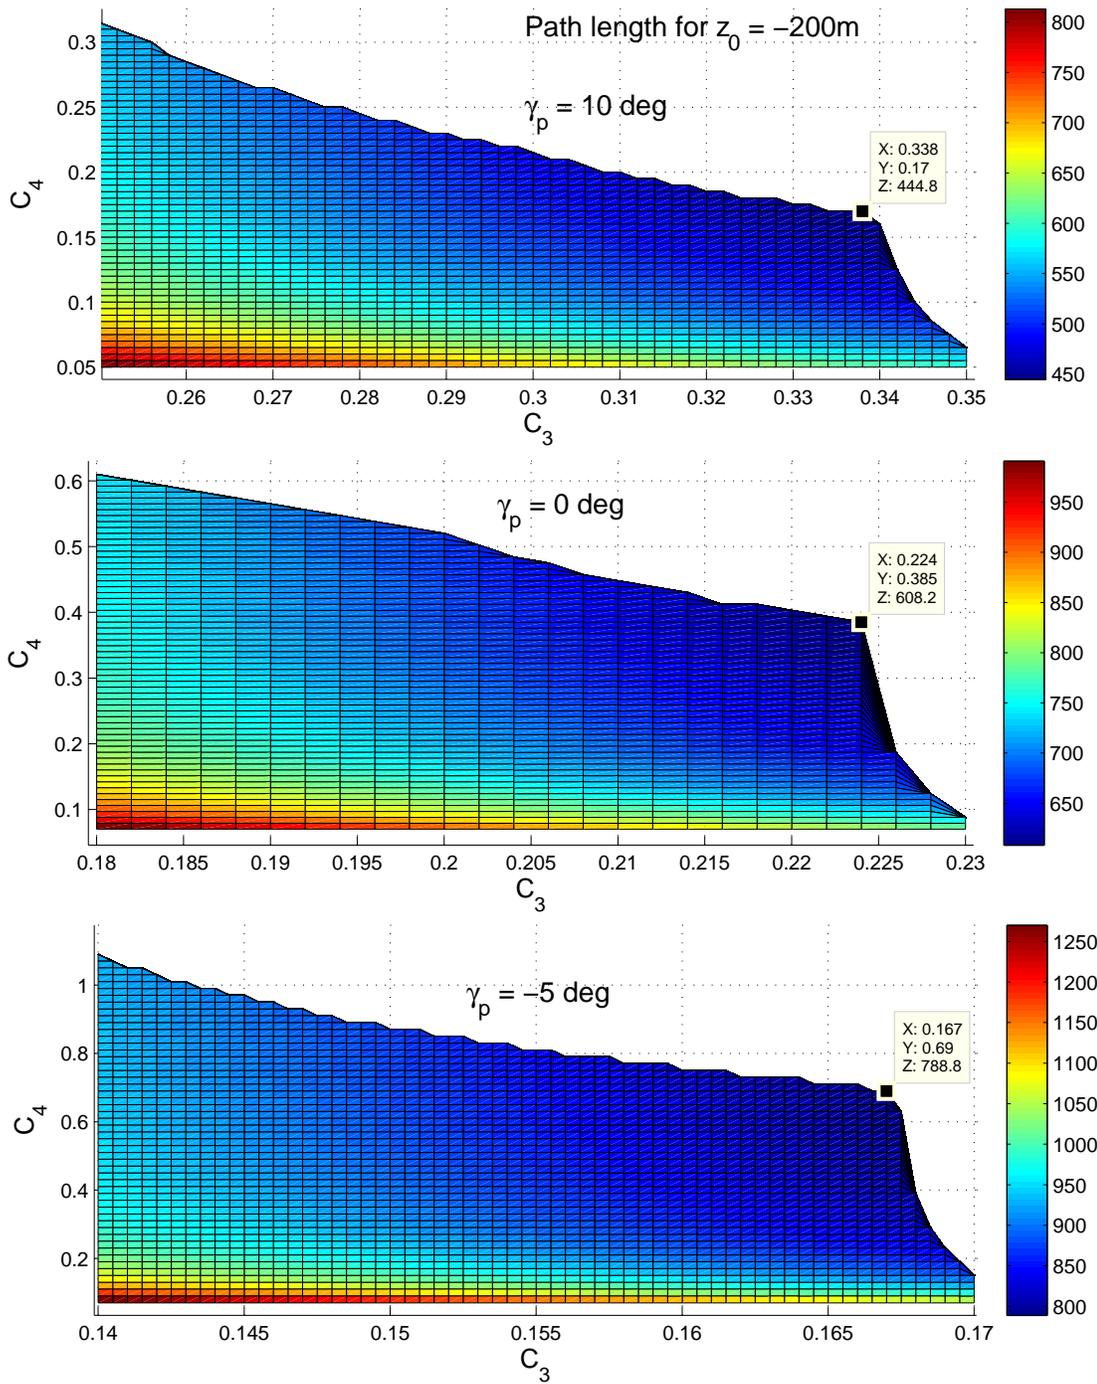 Path length for z0 = −200m
γp = 10 deg
X: 0.338
Y: 0.17
Z: 444.8
C4
0.3
0.25
0.2
0.15
0.1
0.05
0.26 0.27 0.28 0.29 0.3 0.31 0.32 0.33 0.34 0.35
C3
800
750
700
650
600
550
500
450
γp = 0 deg
X: 0.224
Y: 0.385
Z: 608.2
C4
0.6
0.5
0.4
0.3
0.2
0.1
0.18 0.185 0.19 0.195 0.2 0.205 0.21 0.215 0.22 0.225 0.23
C3
950
900
850
800
750
700
650
γp = −5 deg
X: 0.167
Y: 0.69
Z: 788.8
C4
1
0.8
0.6
0.4
0.2
0.14 0.145 0.15 0.155 0.16 0.165 0.17
C3
1250
1200
1150
1100
1050
1000
950
900
850
800